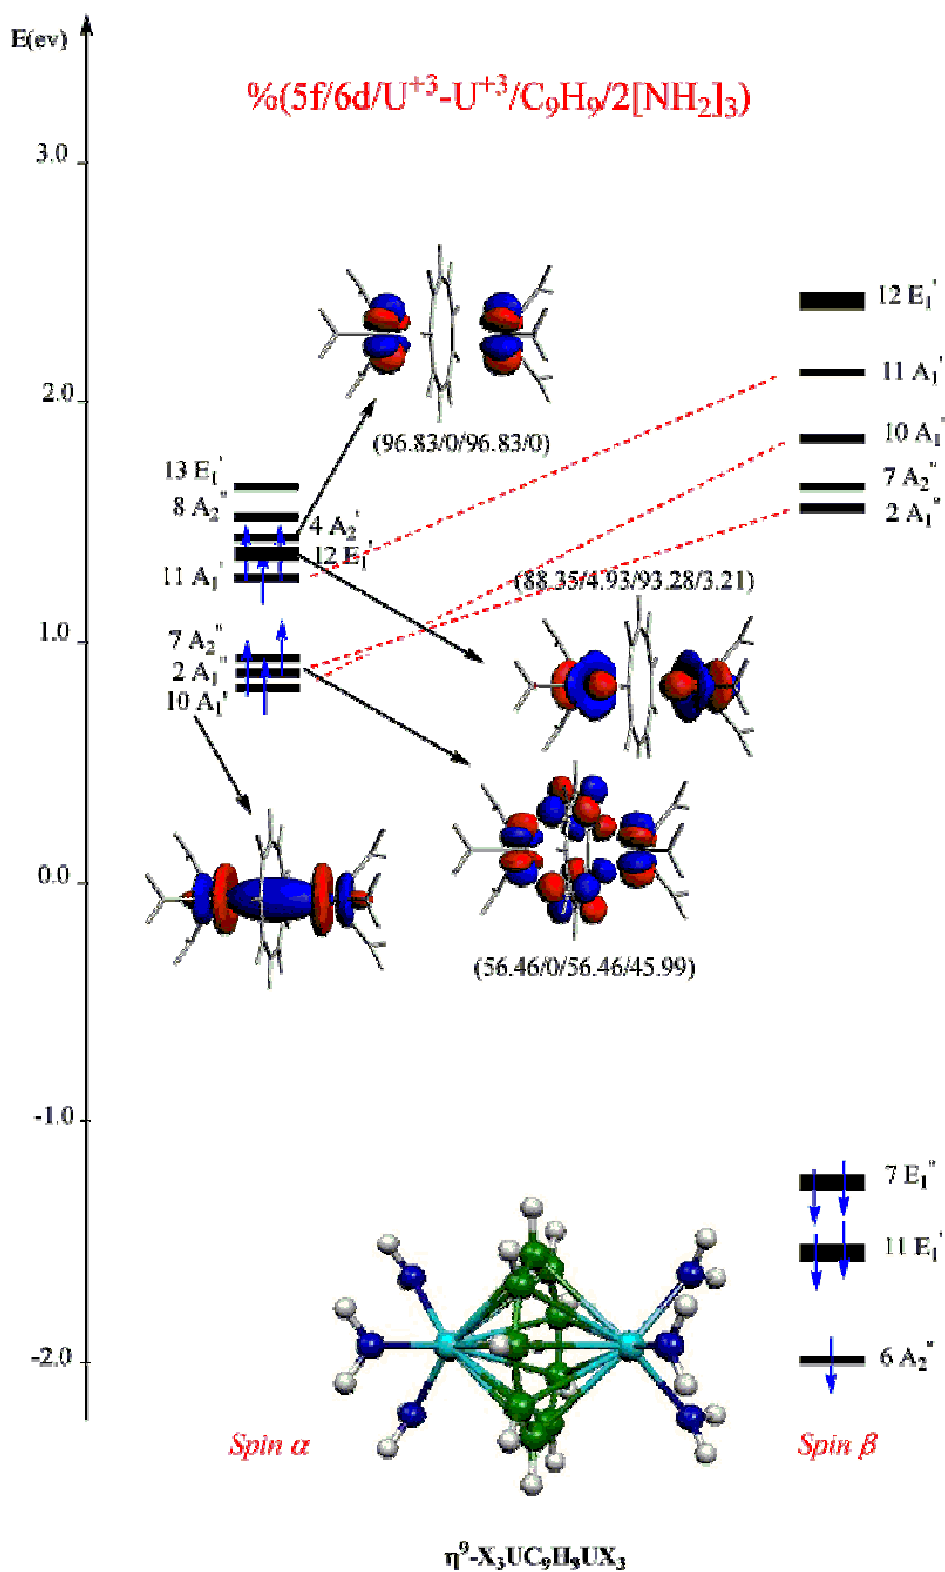 E(ev)
%(5f/6d/U⁺³-U⁺³/C₉H₉/2[NH₂]₃)
3.0
12 E₁'
11 A₁'
2.0
10 A₁'
(96.83/0/96.83/0)
13 E₁'
7 A₂"
8 A₂"
2 A₁"
4 A₂'
12 E₁'
11 A₁'
(88.35/4.93/93.28/3.21)
1.0
7 A₂"
2 A₁"
10 A₁'
0.0
(56.46/0/56.46/45.99)
-1.0
7 E₁"
11 E₁'
-2.0
6 A₂"
Spin α
Spin β
η⁹-X₃UC₉H₉UX₃